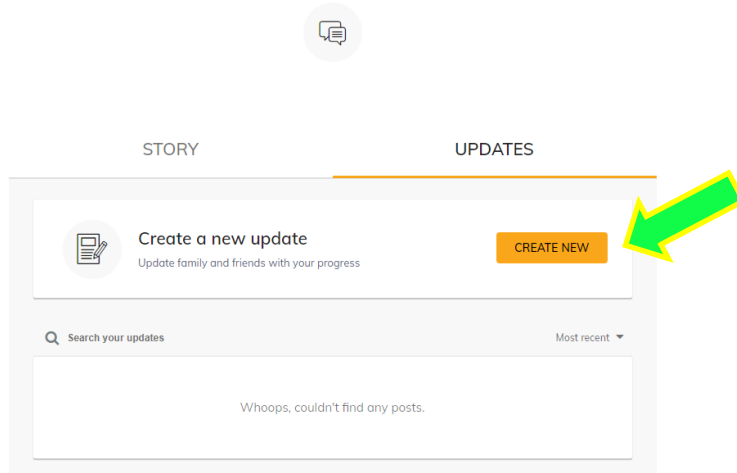 STORY
UPDATES
Create a new update
Update family and friends with your progress
CREATE NEW
Search your updates
Most recent
Whoops, couldn't find any posts.